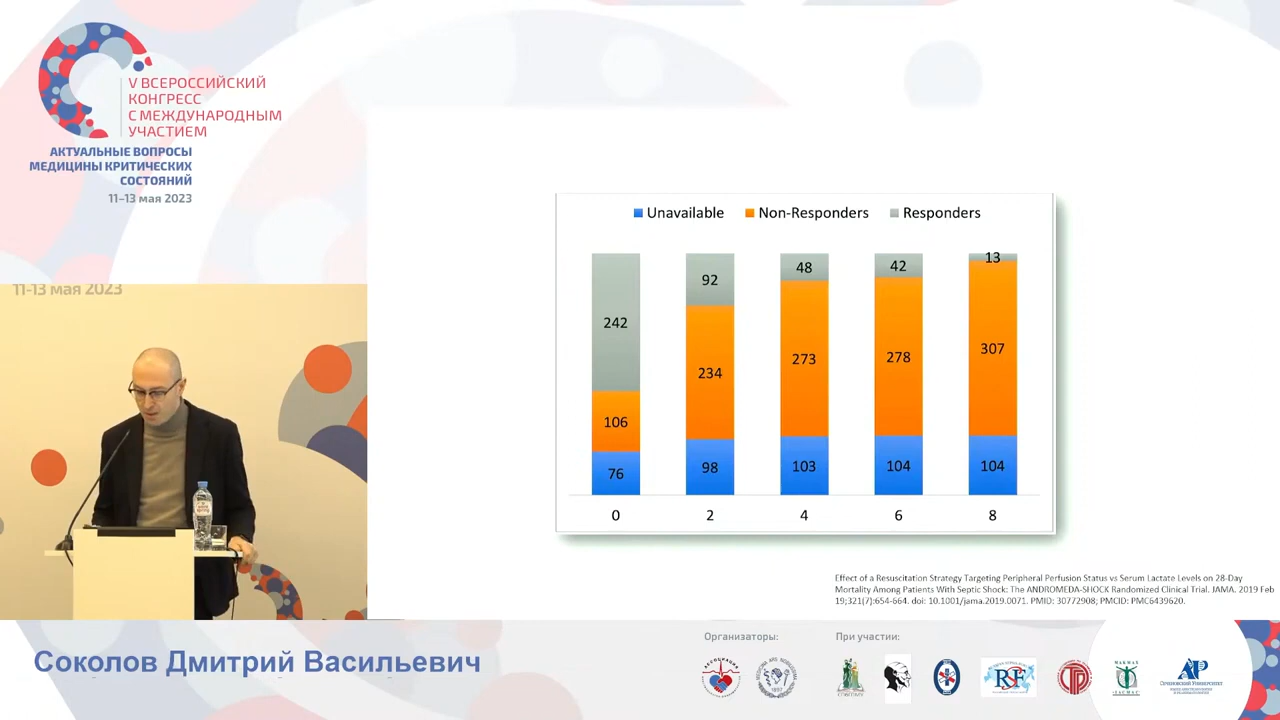 V ВСЕРОССИЙСКИЙ
КОНГРЕСС
С МЕЖДУНАРОДНЫМ
УЧАСТИЕМ
АКТУАЛЬНЫЕ ВОПРОСЫ
МЕДИЦИНЫ КРИТИЧЕСКИХ
СОСТОЯНИЙ
11–13 мая 2023
11-13 мая 2023
Unavailable Non-Responders Responders
242 92 48 42 13
106 234 273 278 307
76 98 103 104 104
0 2 4 6 8
Effect of a Resuscitation Strategy Targeting Peripheral Perfusion Status vs Serum Lactate Levels on 28-Day
Mortality Among Patients With Septic Shock: The ANDROMEDA-SHOCK Randomized Clinical Trial. JAMA. 2019 Feb
19;321(7):654-664. doi: 10.1001/jama.2019.0071. PMID: 30772908; PMCID: PMC6439620.
Соколов Дмитрий Васильевич
Организаторы: При участии: